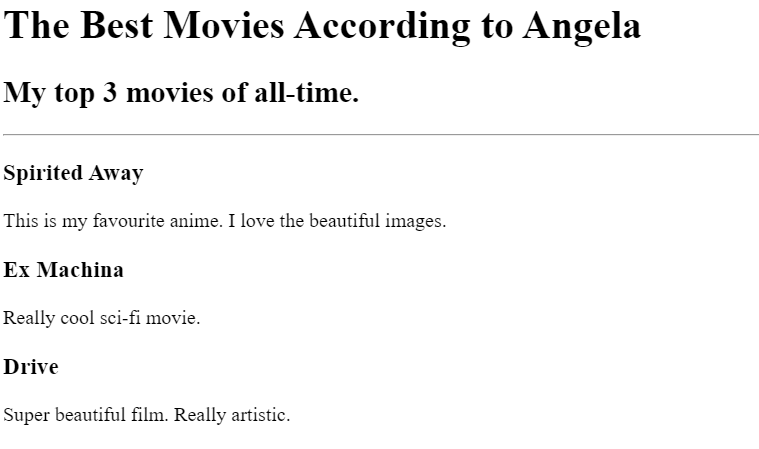 The Best Movies According to Angela
My top 3 movies of all-time.
Spirited Away
This is my favourite anime. I love the beautiful images.
Ex Machina
Really cool sci-fi movie.
Drive
Super beautiful film. Really artistic.